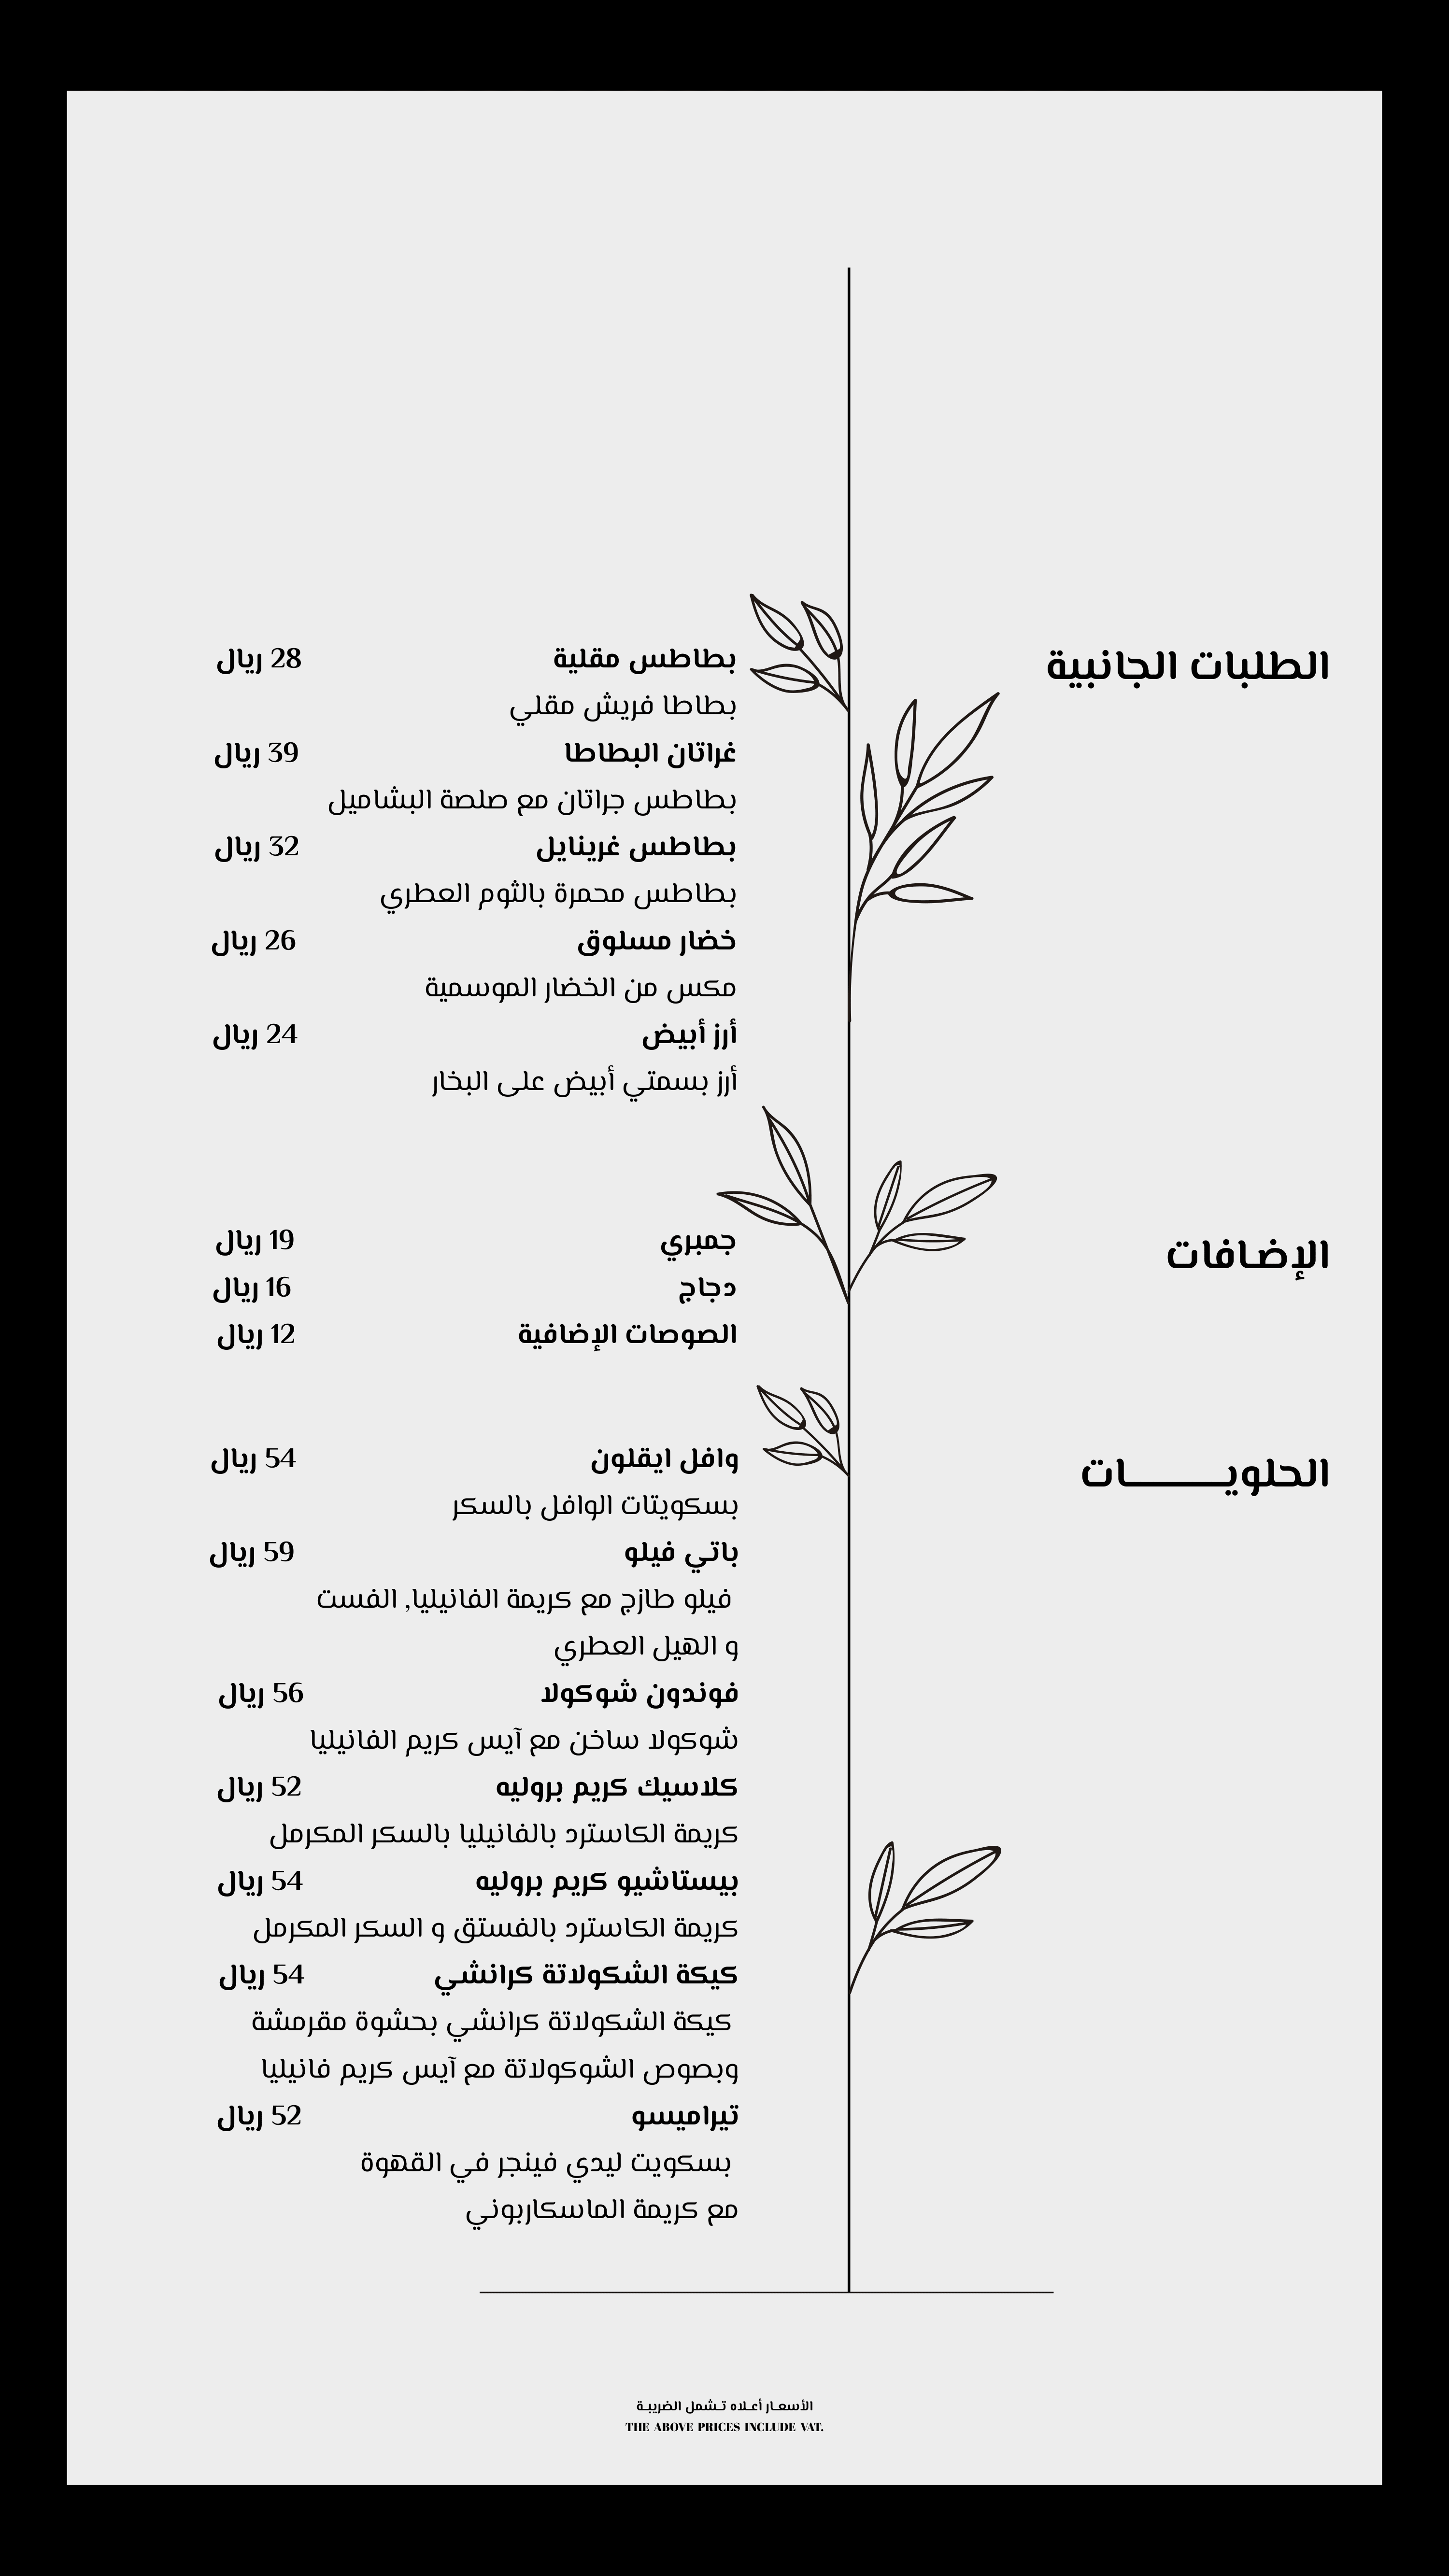 الطلبات الجانبية
بطاطس مقلية 28 ريال
بطاطا فريش مقلي
غراتان البطاطا 39 ريال
بطاطس جراتان مع صلصة البشاميل
بطاطس غرينايل 32 ريال
بطاطس محمرة بالثوم العطري
خضار مسلوق 26 ريال
مكس من الخضار الموسمية
أرز أبيض 24 ريال
أرز بسمتي أبيض على البخار
الإضافات
جمبري 19 ريال
دجاج 16 ريال
الصوصات الإضافية 12 ريال
الحلويـــــــات
وافل ايقلون 54 ريال
بسكويتات الوافل بالسكر
باتي فيلو 59 ريال
فيلو طازج مع كريمة الفانيليا, الفست
و الهيل العطري
فوندون شوكولا 56 ريال
شوكولا ساخن مع آيس كريم الفانيليا
كلاسيك كريم بروليه 52 ريال
كريمة الكاسترد بالفانيليا بالسكر المكرمل
بيستاشيو كريم بروليه 54 ريال
كريمة الكاسترد بالفستق و السكر المكرمل
كيكة الشكولاتة كرانشي 54 ريال
كيكة الشكولاتة كرانشي بحشوة مقرمشة
وبصوص الشوكولاتة مع آيس كريم فانيليا
تيراميسو 52 ريال
بسكويت ليدي فينجر في القهوة
مع كريمة الماسكاربوني
الأسعـار أعـلاه تـشمل الضريبـة
THE ABOVE PRICES INCLUDE VAT.